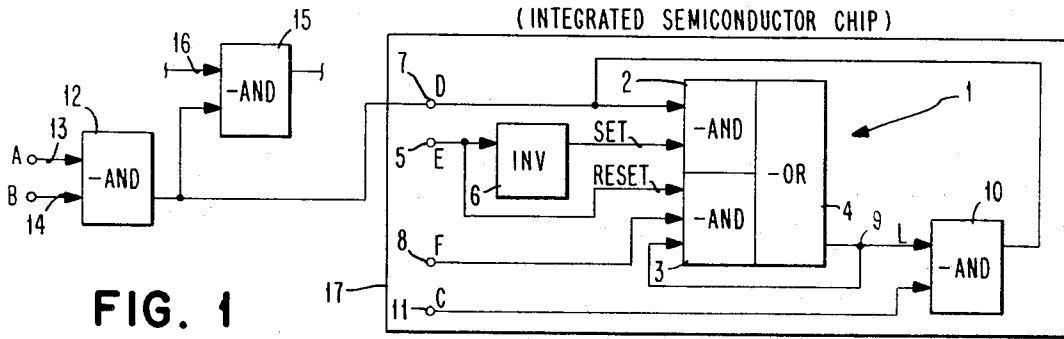 (INTEGRATED SEMICONDUCTOR CHIP)
15
16
-AND
7
D
2
1
12
-AND
SET
A
13
5
E
INV
6
-OR
10
-AND
RESET
B
14
-AND
4
9
L
8
F
3
-AND
17
11
C
FIG. 1